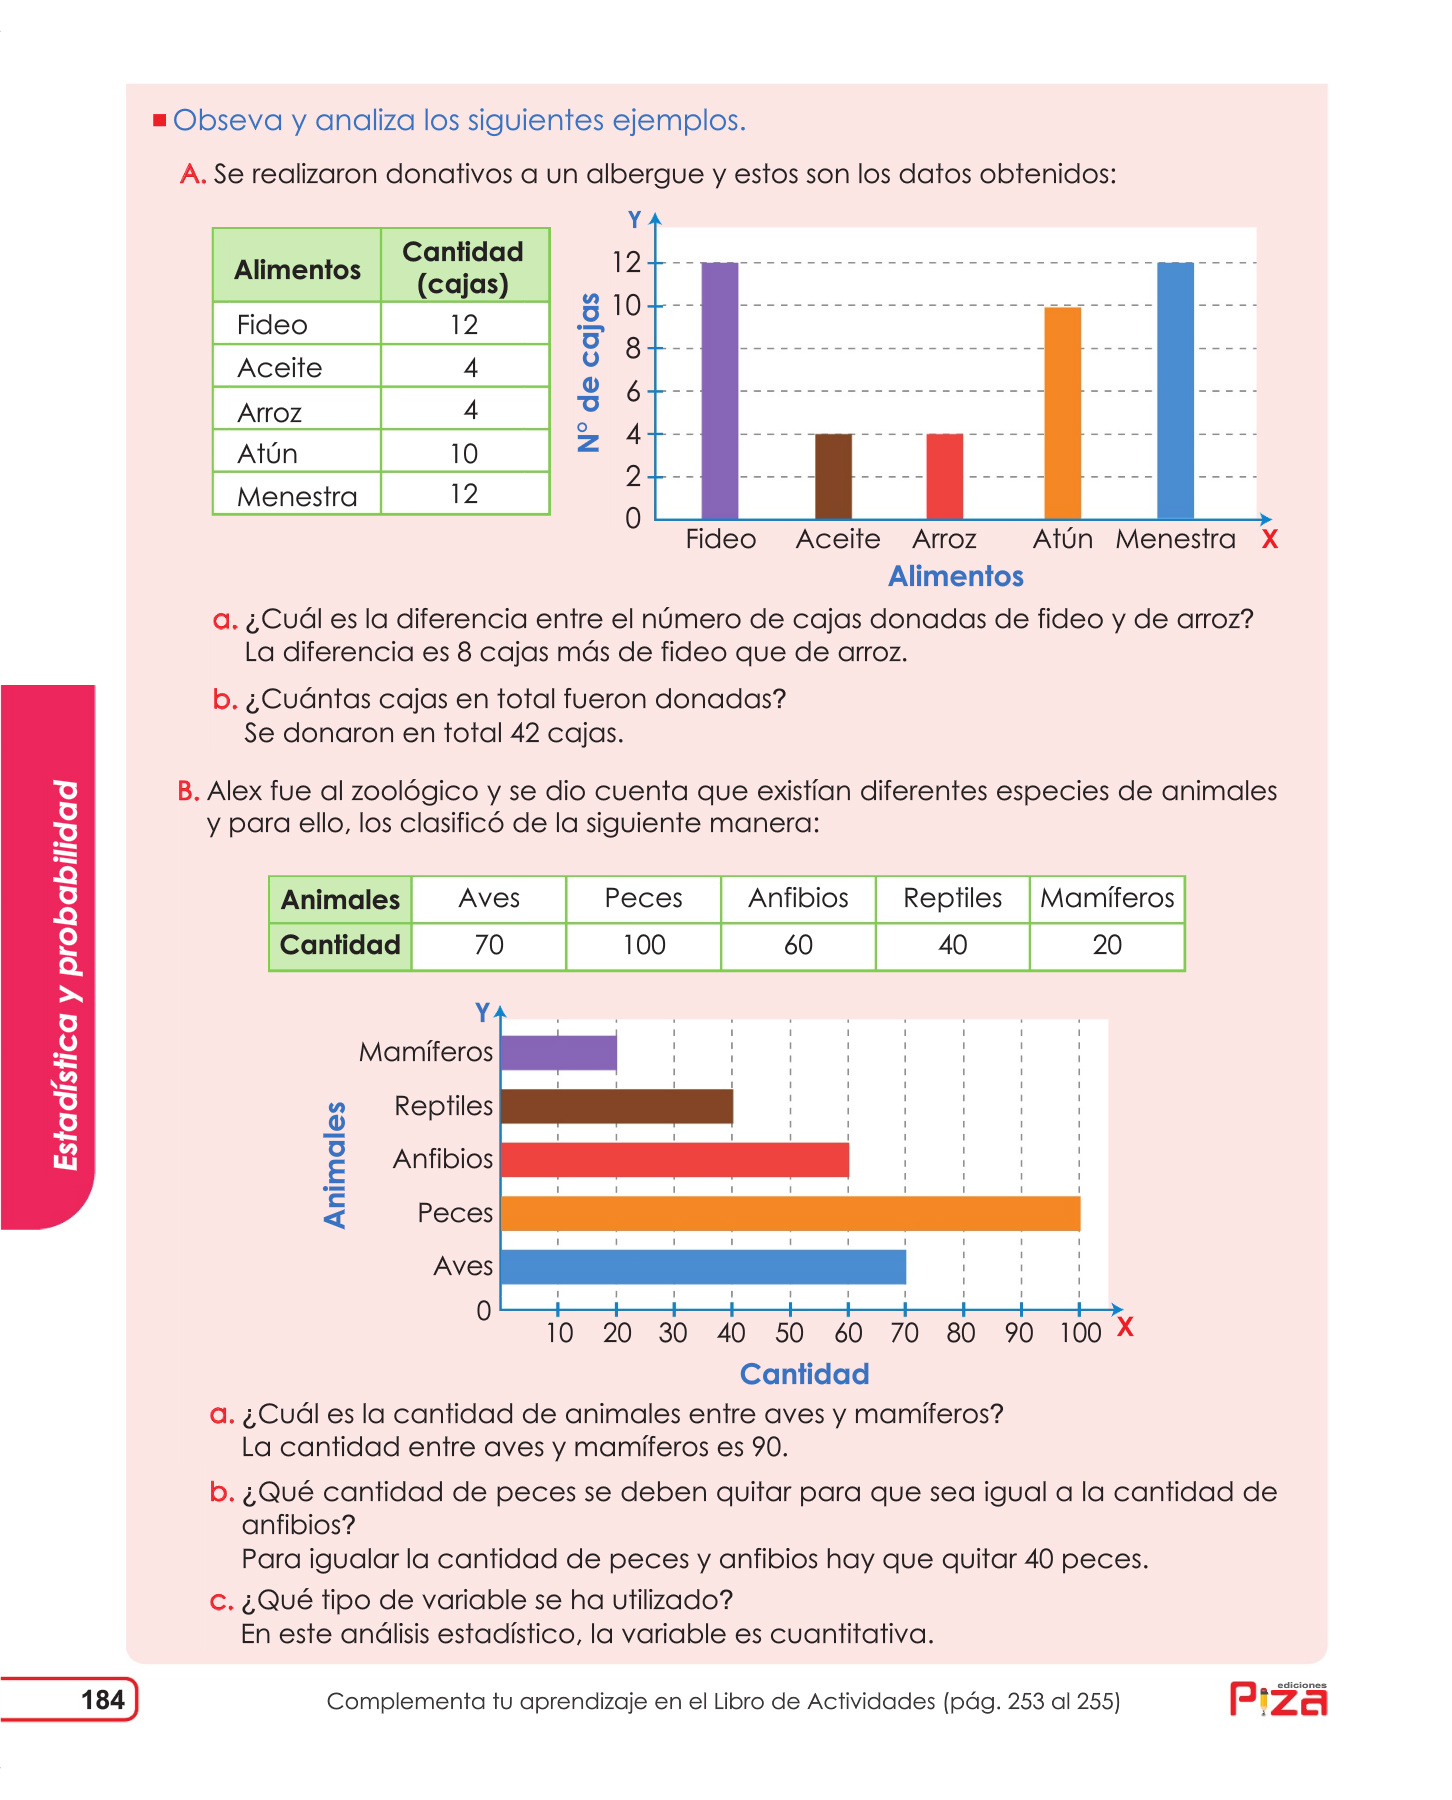 Obseva y analiza los siguientes ejemplos.
A. Se realizaron donativos a un albergue y estos son los datos obtenidos:
Alimentos Cantidad (cajas)
Fideo 12
Aceite 4
Arroz 4
Atún 10
Menestra 12
Y
N° de cajas
12
10
8
6
4
2
0
Fideo Aceite Arroz Atún Menestra X
Alimentos
a. ¿Cuál es la diferencia entre el número de cajas donadas de fideo y de arroz?
La diferencia es 8 cajas más de fideo que de arroz.
b. ¿Cuántas cajas en total fueron donadas?
Se donaron en total 42 cajas.
B. Alex fue al zoológico y se dio cuenta que existían diferentes especies de animales
y para ello, los clasificó de la siguiente manera:
Animales Aves Peces Anfibios Reptiles Mamíferos
Cantidad 70 100 60 40 20
Y
Animales
Mamíferos
Reptiles
Anfibios
Peces
Aves
0
10 20 30 40 50 60 70 80 90 100 X
Cantidad
a. ¿Cuál es la cantidad de animales entre aves y mamíferos?
La cantidad entre aves y mamíferos es 90.
b. ¿Qué cantidad de peces se deben quitar para que sea igual a la cantidad de
anfibios?
Para igualar la cantidad de peces y anfibios hay que quitar 40 peces.
c. ¿Qué tipo de variable se ha utilizado?
En este análisis estadístico, la variable es cuantitativa.
Estadística y probabilidad
184
Complementa tu aprendizaje en el Libro de Actividades (pág. 253 al 255)
ediciones
Piza